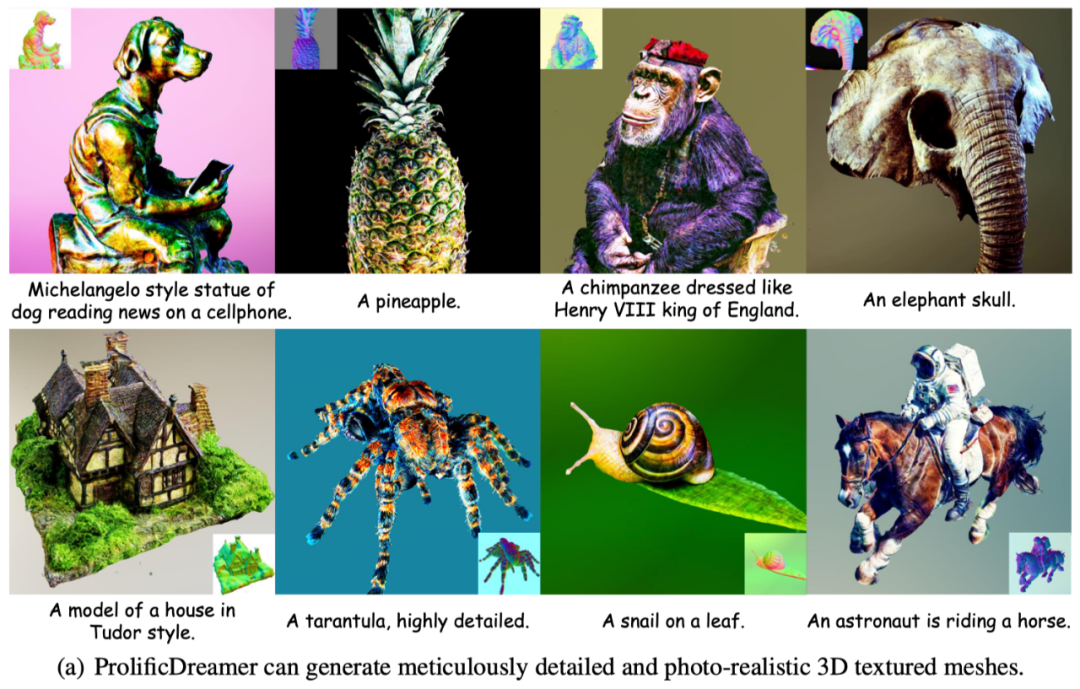 Michelangelo style statue of
dog reading news on a cellphone.
A pineapple.
A chimpanzee dressed like
Henry VIII king of England.
An elephant skull.
A model of a house in
Tudor style.
A tarantula, highly detailed.
A snail on a leaf.
An astronaut is riding a horse.
(a) ProlificDreamer can generate meticulously detailed and photo-realistic 3D textured meshes.